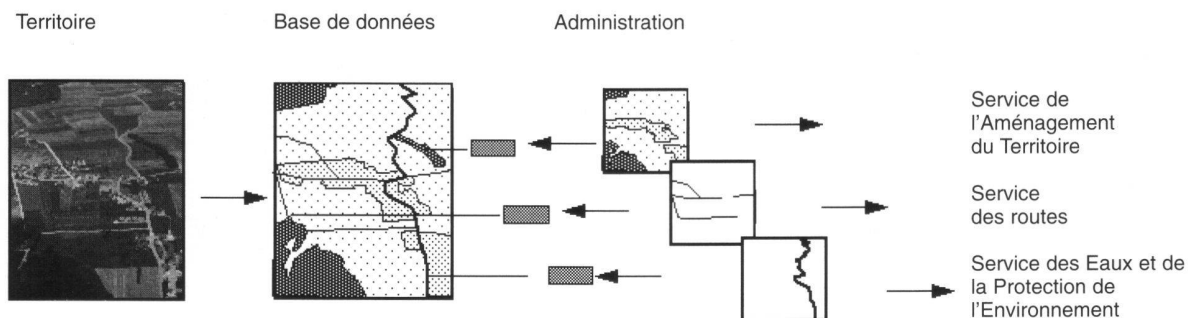 Territoire
Base de données
Administration
Service de
l'Aménagement
du Territoire
Service
des routes
Service des Eaux et de
la Protection de
l'Environnement